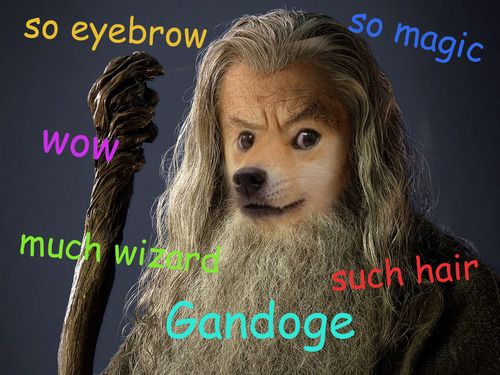 so eyebrow
so magic
wow
much wizard
such hair
Gandoge